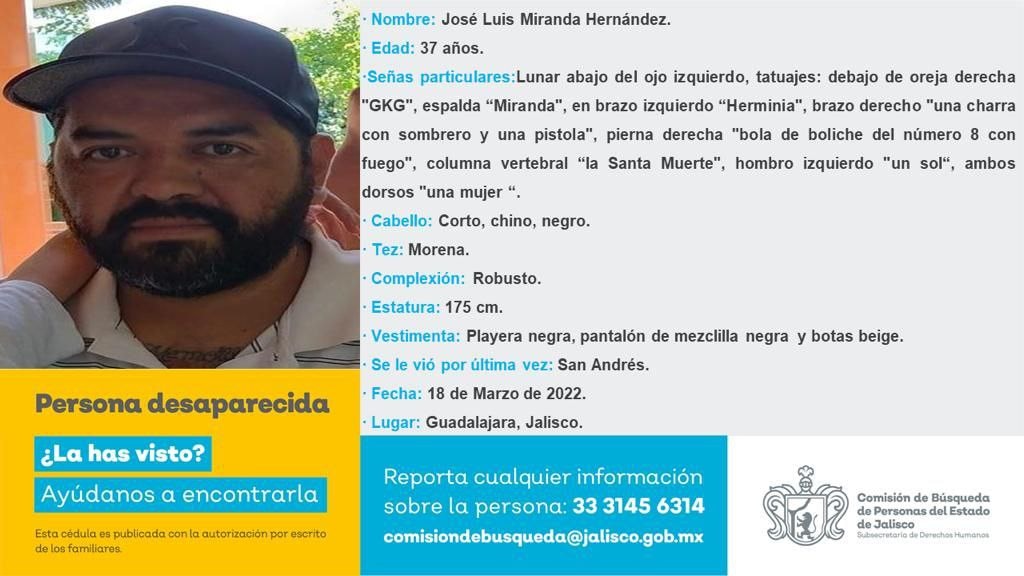 · Nombre: José Luis Miranda Hernández.
· Edad: 37 años.
·Señas particulares:Lunar abajo del ojo izquierdo, tatuajes: debajo de oreja derecha
"GKG", espalda “Miranda", en brazo izquierdo “Herminia", brazo derecho "una charra
con sombrero y una pistola", pierna derecha "bola de boliche del número 8 con
fuego", columna vertebral “la Santa Muerte", hombro izquierdo "un sol“, ambos
dorsos "una mujer “.
· Cabello: Corto, chino, negro.
· Tez: Morena.
· Complexión: Robusto.
· Estatura: 175 cm.
· Vestimenta: Playera negra, pantalón de mezclilla negra y botas beige.
· Se le vió por última vez: San Andrés.
· Fecha: 18 de Marzo de 2022.
· Lugar: Guadalajara, Jalisco.
Persona desaparecida
¿La has visto?
Ayúdanos a encontrarla
Esta cédula es publicada con la autorización por escrito
de los familiares.
Reporta cualquier información
sobre la persona: 33 3145 6314
comisiondebusqueda@jalisco.gob.mx
Comisión de Búsqueda
de Personas del Estado
de Jalisco
Subsecretaría de Derechos Humanos